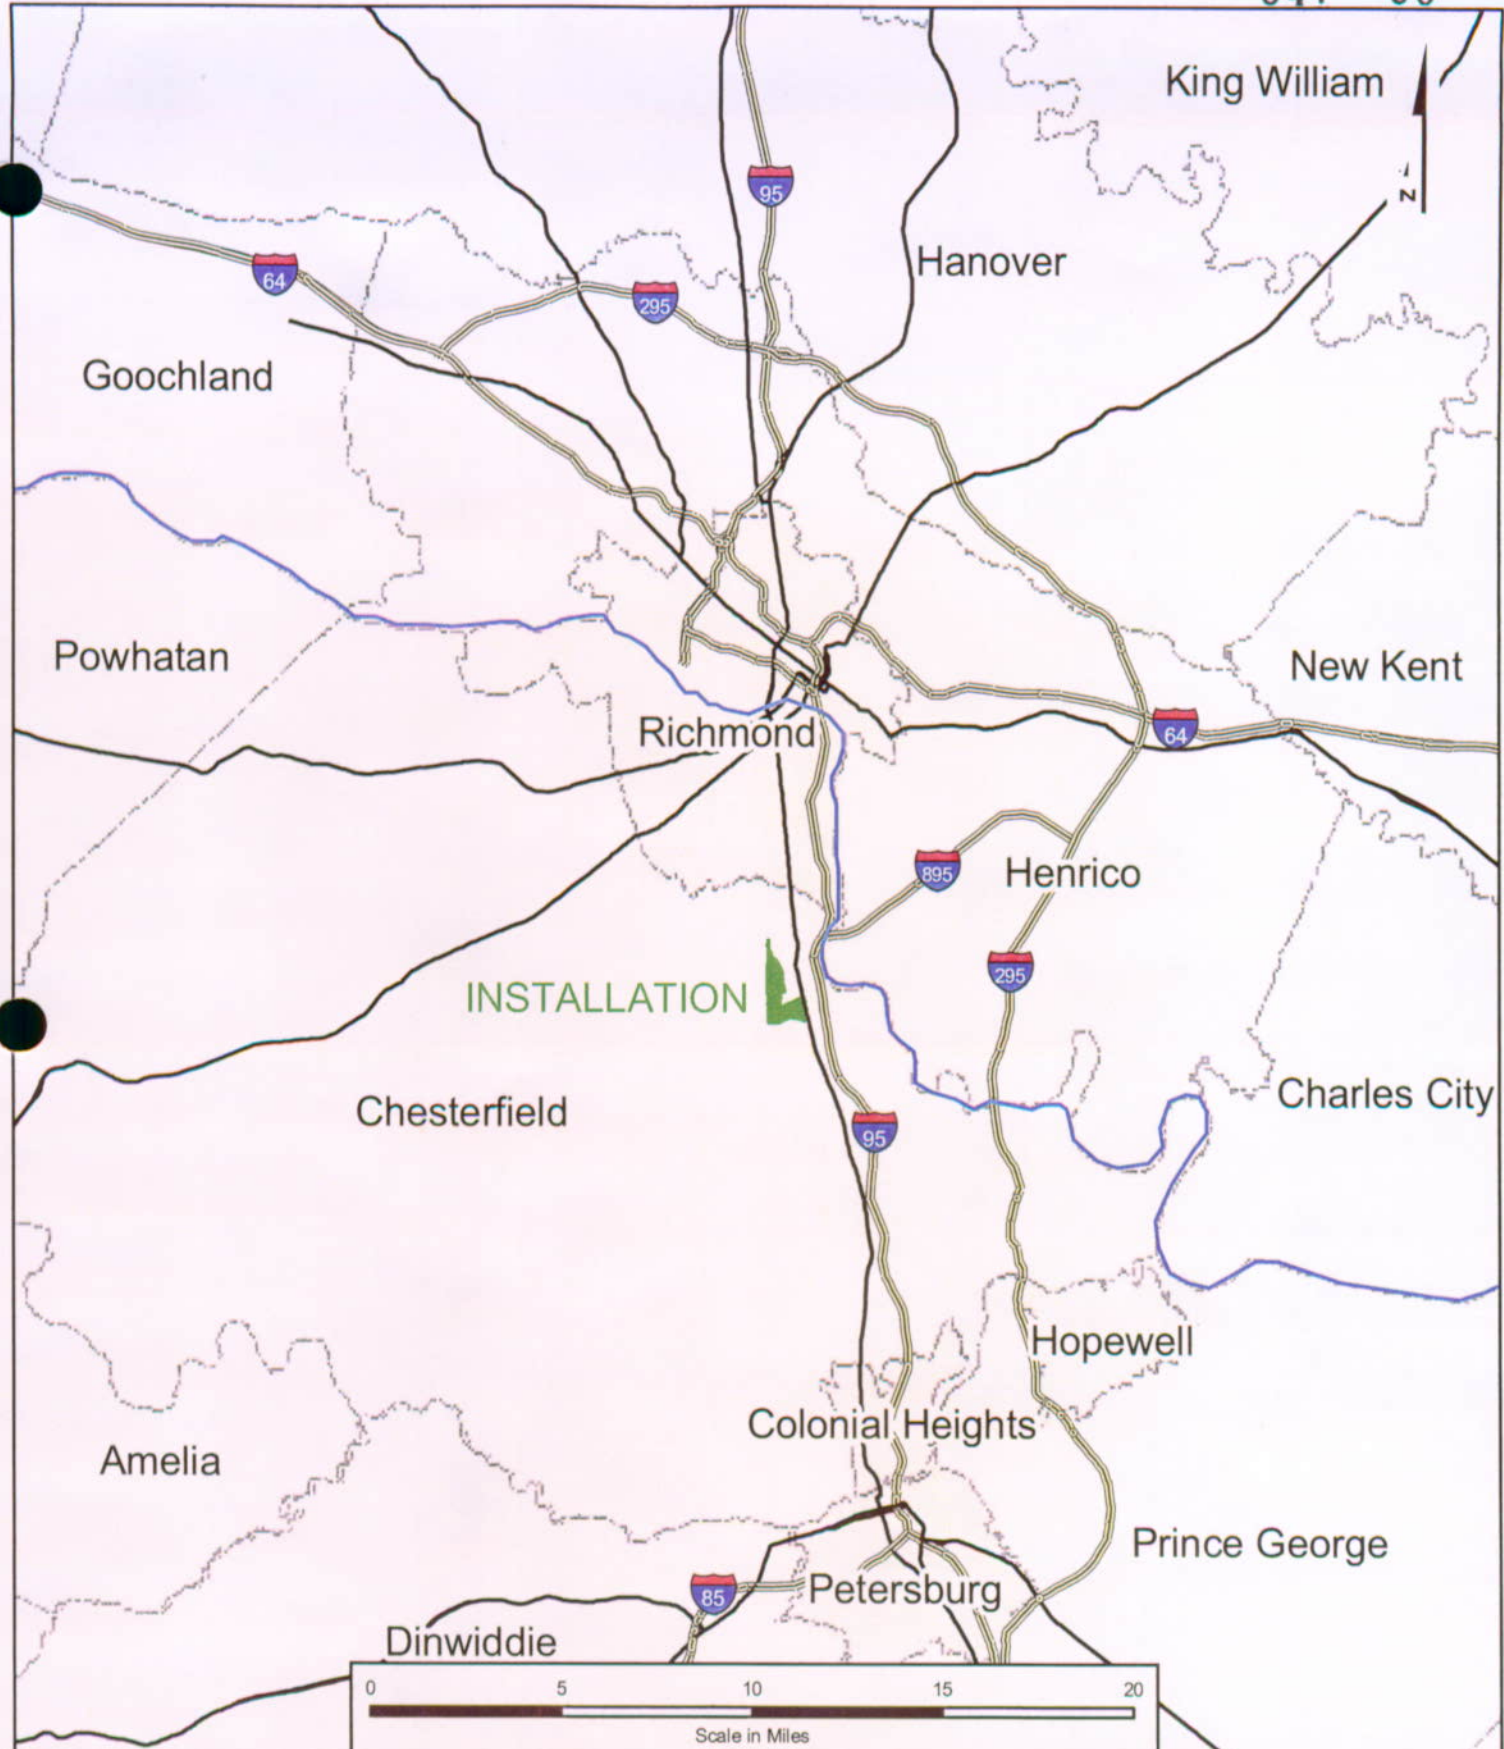 King William
95
Hanover
64
295
Goochland
N
Powhatan
New Kent
Richmond
64
895
Henrico
295
INSTALLATION
Charles City
Chesterfield
95
Hopewell
Colonial Heights
Amelia
Prince George
85
Petersburg
Dinwiddie
0 5 10 15 20
Scale in Miles